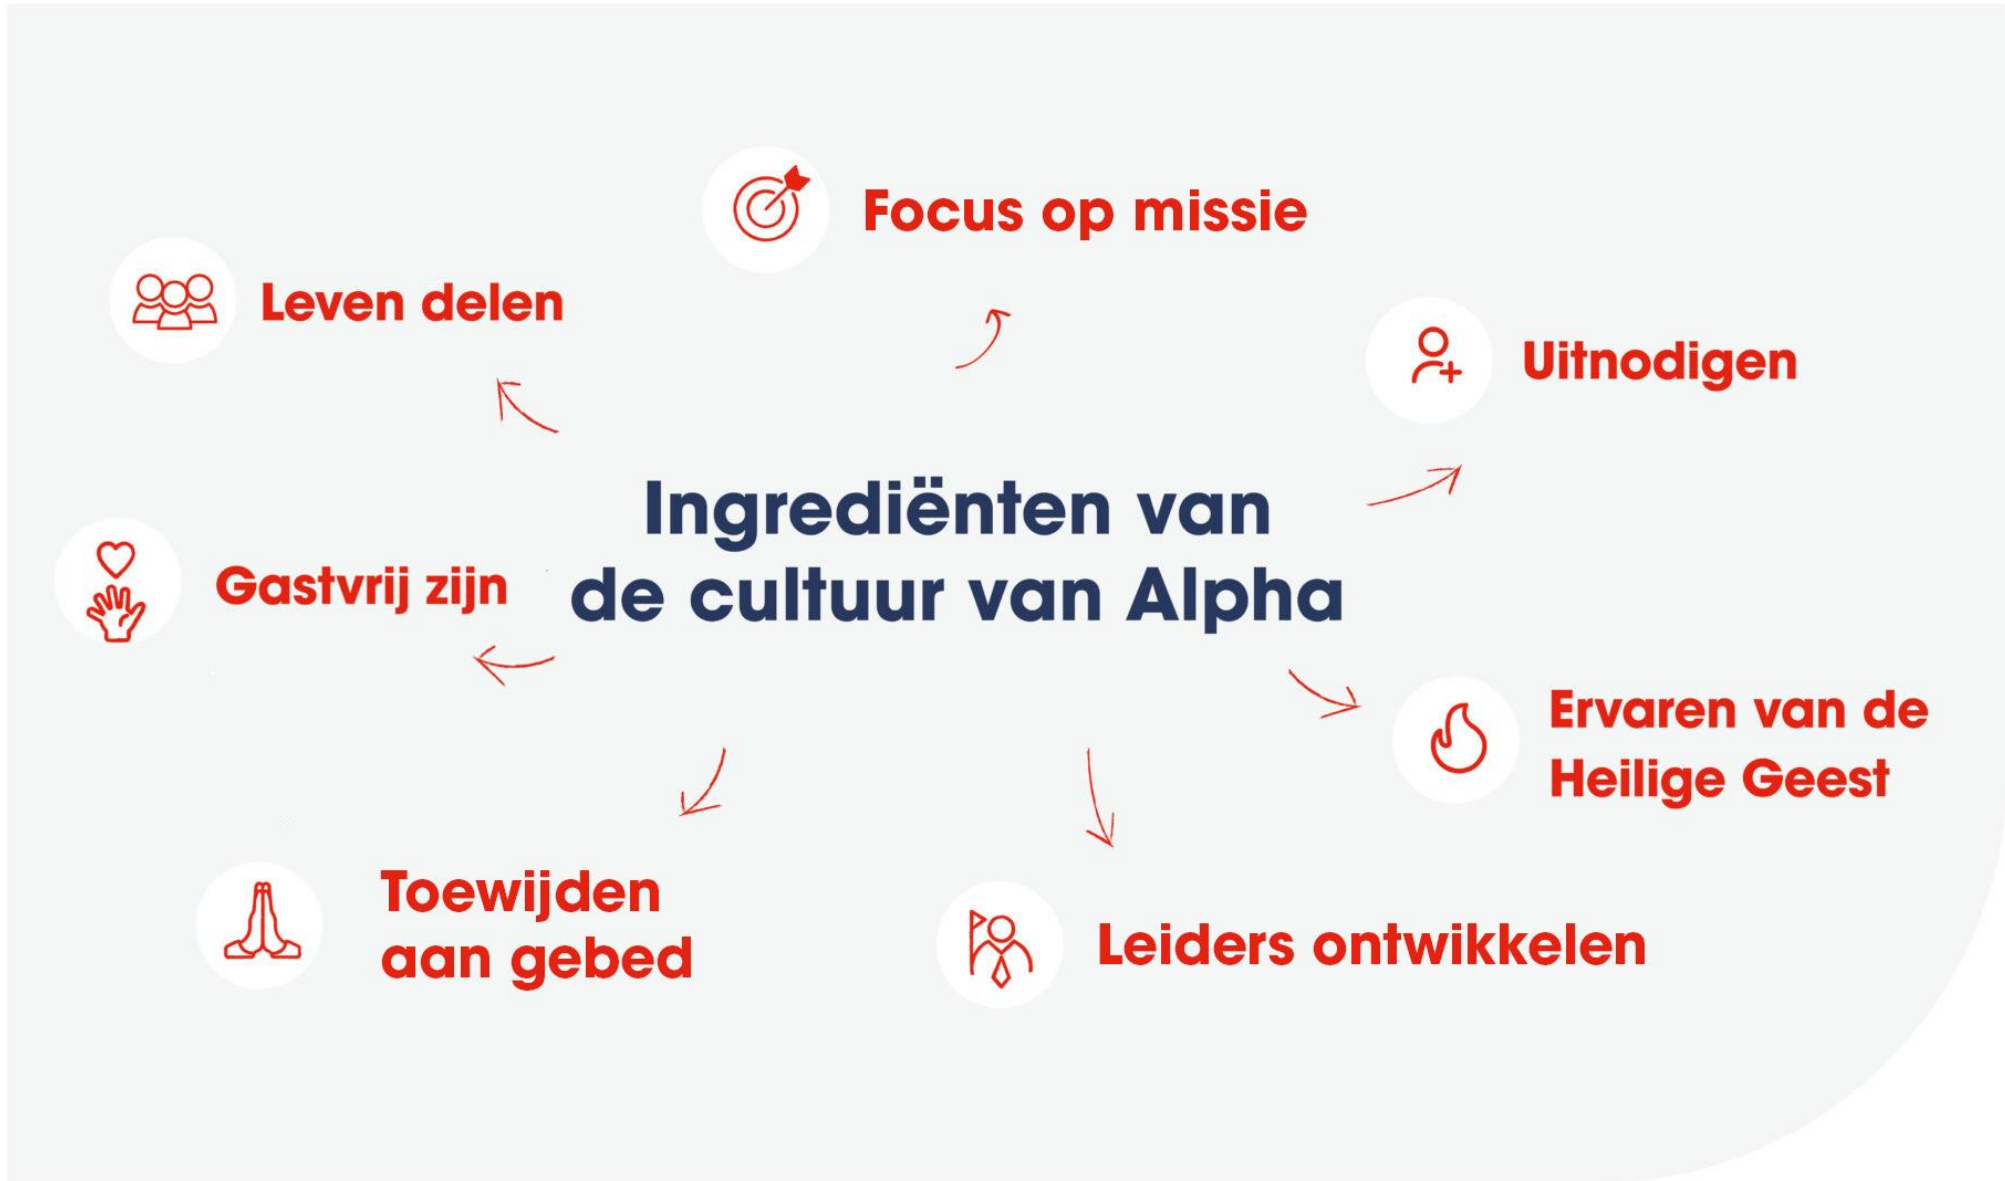 Focus op missie
Leven delen
Uitnodigen
Ingrediënten van
de cultuur van Alpha
Gastvrij zijn
Ervaren van de
Heilige Geest
Toewijden
aan gebed
Leiders ontwikkelen